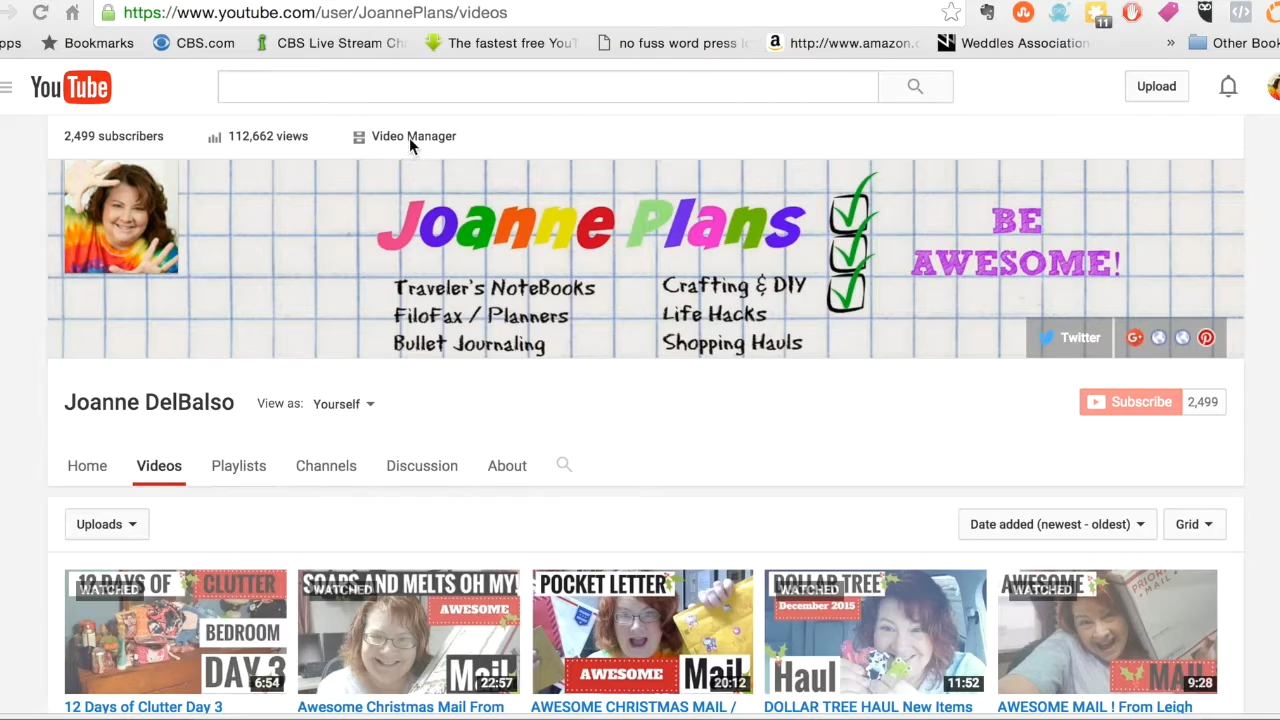 https://www.youtube.com/user/JoannePlans/videos
11
pps Bookmarks CBS.com CBS Live Stream Ch The fastest free YouT no fuss word press http://www.amazon.c Weddles Association » Other Book
YouTube Upload
2,499 subscribers 112,662 views Video Manager
Joanne Plans
BE
AWESOME!
Traveler's NoteBooks Crafting & DIY
FiloFax / Planners Life Hacks
Bullet Journaling Shopping Hauls
Twitter
Joanne DelBalso View as: Yourself Subscribe 2,499
Home Videos Playlists Channels Discussion About
Uploads Date added (newest - oldest) Grid
12 DAYS OF CLUTTER
WATCHED
BEDROOM
DAY 3
6:54
SOAPS AND MELTS OH MY!
WATCHED
AWESOME
Mail
22:57
POCKET LETTER
AWESOME
Mail
20:12
DOLLAR TREE
WATCHED
December 2015
Haul
11:52
AWESOME
WATCHED
PRIORI
MAIL
MAIL
9:28
12 Days of Clutter Day 3 Awesome Christmas Mail From AWESOME CHRISTMAS MAIL / DOLLAR TREE HAUL New Items AWESOME MAIL ! From Leigh